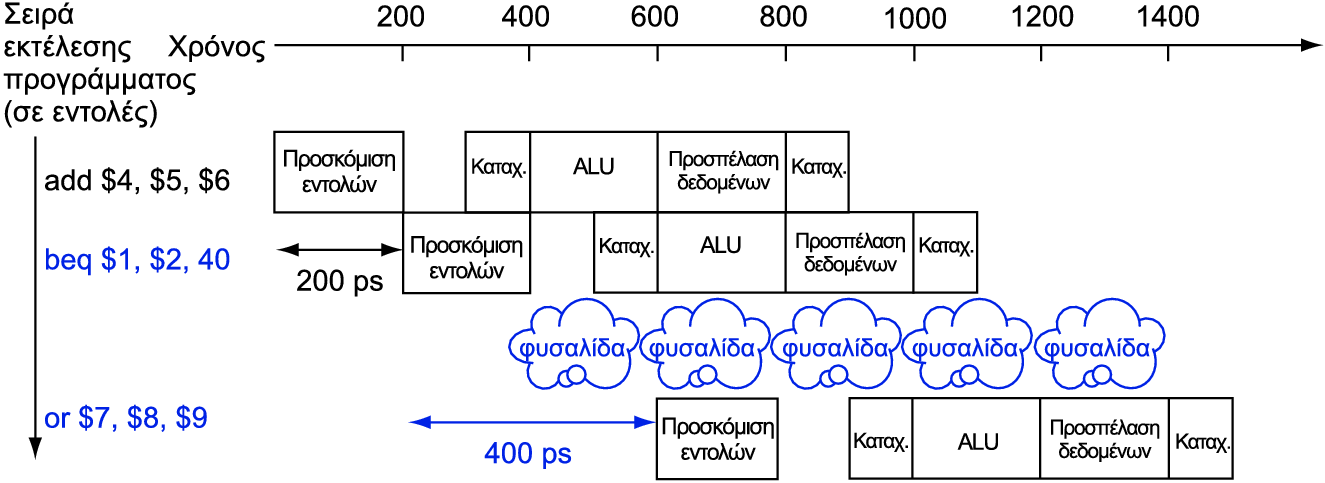 Σειρά
εκτέλεσης Χρόνος
προγράμματος
(σε εντολές)
200 400 600 800 1000 1200 1400
add $4, $5, $6
Προσκόμιση
εντολών
Καταχ.
ALU
Προσπέλαση
δεδομένων
Καταχ.
beq $1, $2, 40
200 ps
Προσκόμιση
εντολών
Καταχ.
ALU
Προσπέλαση
δεδομένων
Καταχ.
φυσαλίδα φυσαλίδα φυσαλίδα φυσαλίδα φυσαλίδα
or $7, $8, $9
400 ps
Προσκόμιση
εντολών
Καταχ.
ALU
Προσπέλαση
δεδομένων
Καταχ.